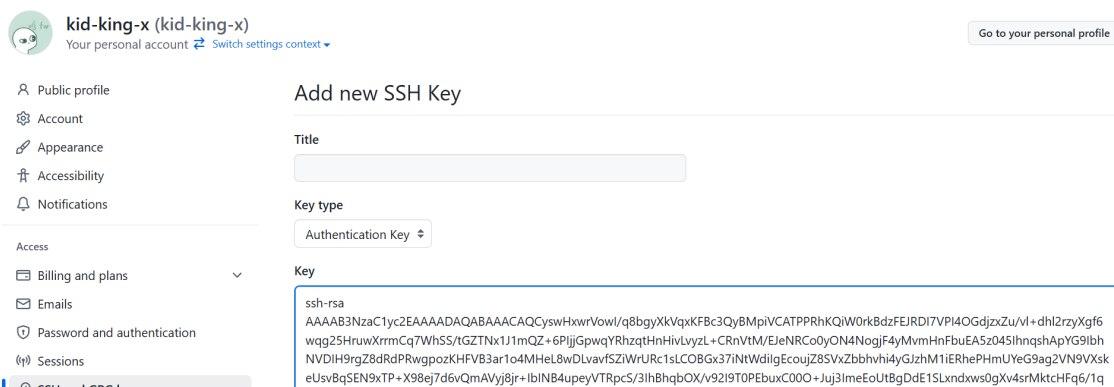 kid-king-x (kid-king-x)
Your personal account Switch settings context
Go to your personal profile
Public profile
Account
Appearance
Accessibility
Notifications
Access
Billing and plans
Emails
Password and authentication
Sessions
Add new SSH Key
Title
Key type
Authentication Key
Key
ssh-rsa
AAAAB3NzaC1yc2EAAAADAQABAAACAQCyswHxwrVowI/q8bgyXkVqxKFBc3QyBMpiVCATPPRhKQiW0rkBdzFEJRDI7VPI4OGdjzxZu/vl+dhl2rzyXgf6
wqg25HruwXrrmCq7WhSS/tGZTNx1J1mQZ+6PIjjGpwqYRhzqtHnHivLvyzL+CRnVtM/EJeNRCo0yON4NogjF4yMvmHnFbuEA5z045IhnqshApYG9Ibh
NVDIH9rgZ8dRdPRwgpozKHFVB3ar1o4MHeL8wDLvavfSZiWrURc1sLCOBGx37iNtWdiIgEcoujZ8SVxZbbhvhi4yGJzhM1iERhePHmUYeG9ag2VN9VXsk
eUsvBqSEN9xTP+X98ej7d6vQmAVyj8jr+IbINB4upeyVTRpcS/3IhBhqbOX/v92I9T0PEbuxC00O+Juj3ImeEoUtBgDdE1SLxndxws0gXv4srMktcHFq6/1q